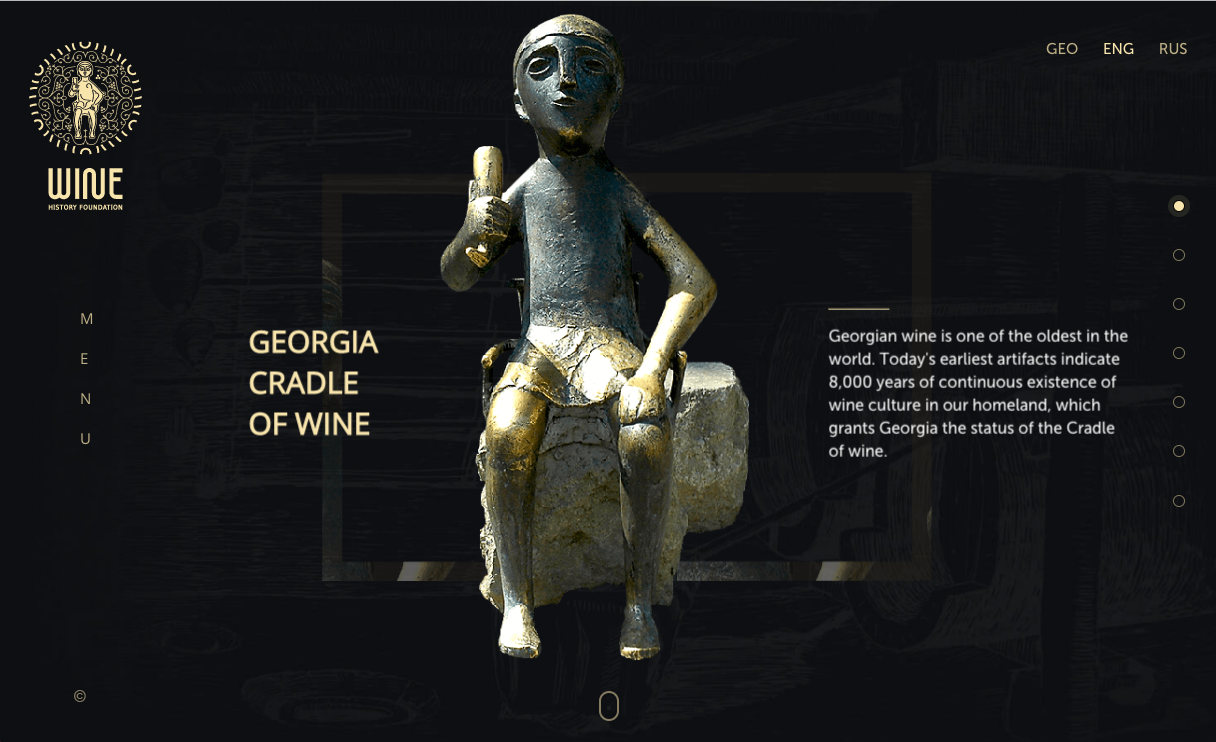 GEO ENG RUS
WINE
HISTORY FOUNDATION
M
E
N
U
GEORGIA
CRADLE
OF WINE
Georgian wine is one of the oldest in the
world. Today's earliest artifacts indicate
8,000 years of continuous existence of
wine culture in our homeland, which
grants Georgia the status of the Cradle
of wine.
©